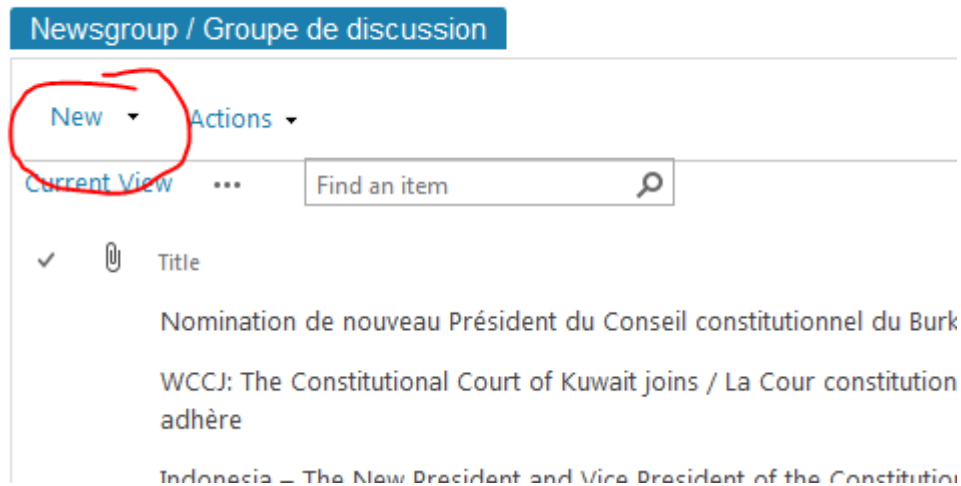 Newsgroup / Groupe de discussion
New Actions
Current View ... Find an item
Title
Nomination de nouveau Président du Conseil constitutionnel du Burk
WCCJ: The Constitutional Court of Kuwait joins / La Cour constitution
adhère
Indonesia – The New President and Vice President of the Constitution